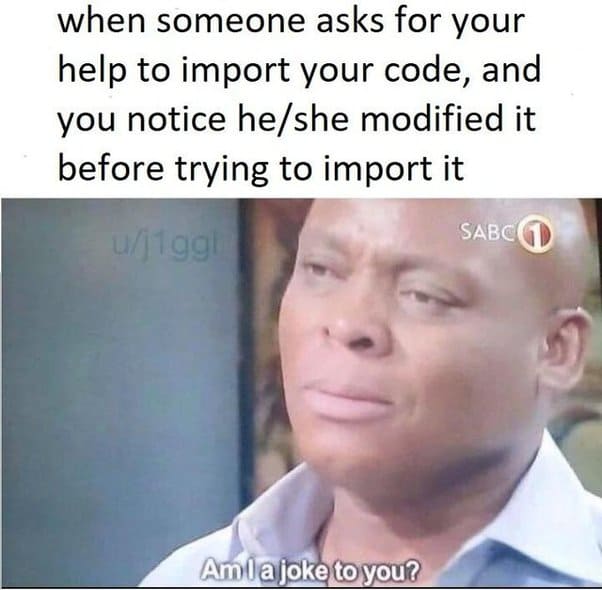 when someone asks for your
help to import your code, and
you notice he/she modified it
before trying to import it
u/j1ggl
SABC 1
Am I a joke to you?